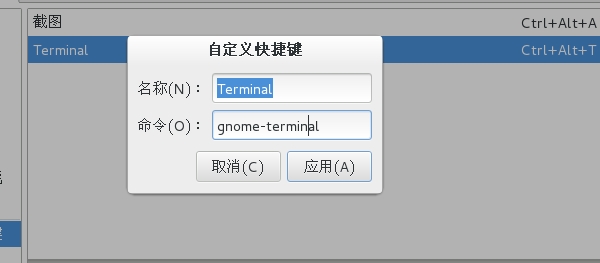 截图 Ctrl+Alt+A
Terminal Ctrl+Alt+T
自定义快捷键
名称(N)： Terminal
命令(O)： gnome-terminal
取消(C) 应用(A)